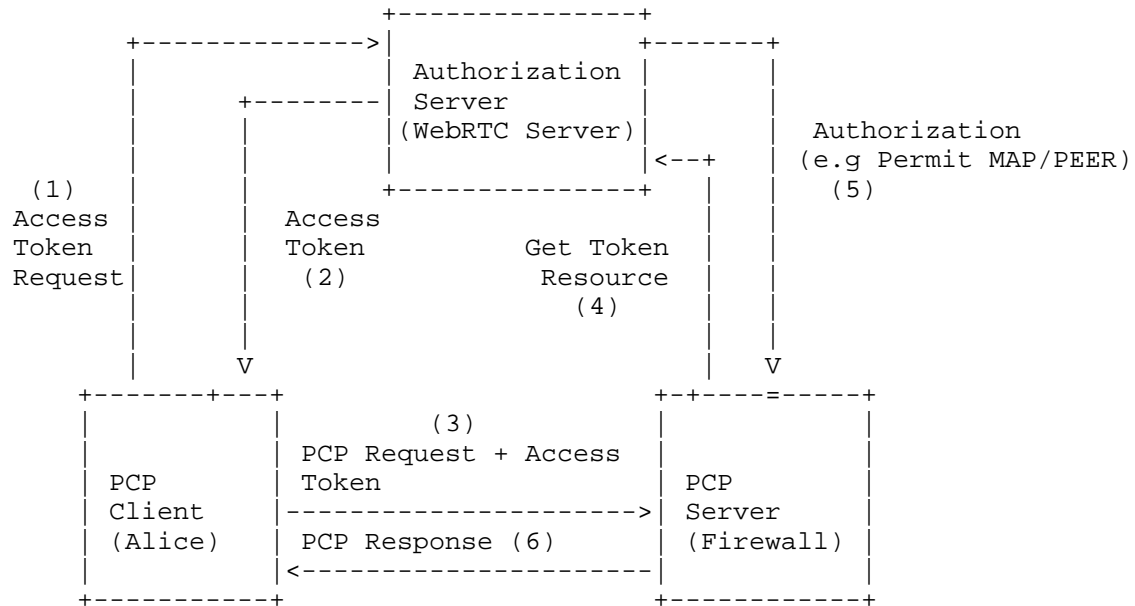 Authorization
Server
(WebRTC Server)
Authorization
(e.g Permit MAP/PEER)
(5)
(1)
Access
Token
Request
Access
Token
(2)
Get Token
Resource
(4)
V
V
(3)
PCP Request + Access
Token
PCP Response (6)
PCP
Client
(Alice)
PCP
Server
(Firewall)